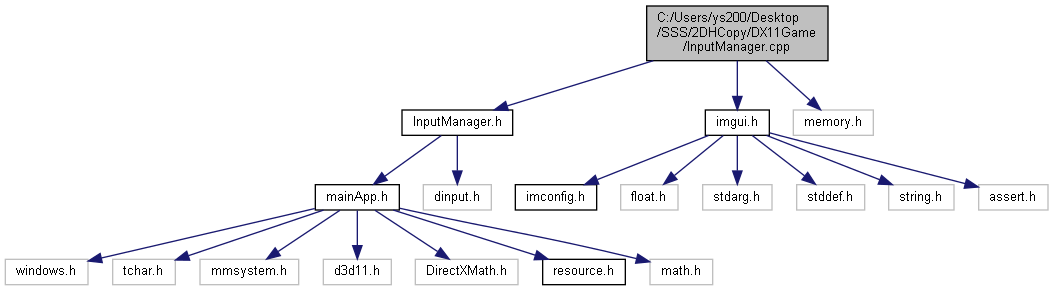 C:/Users/ys200/Desktop
/SSS/2DHCopy/DX11Game
/InputManager.cpp
InputManager.h
imgui.h
memory.h
mainApp.h
dinput.h
imconfig.h
float.h
stdarg.h
stddef.h
string.h
assert.h
windows.h
tchar.h
mmsystem.h
d3d11.h
DirectXMath.h
resource.h
math.h